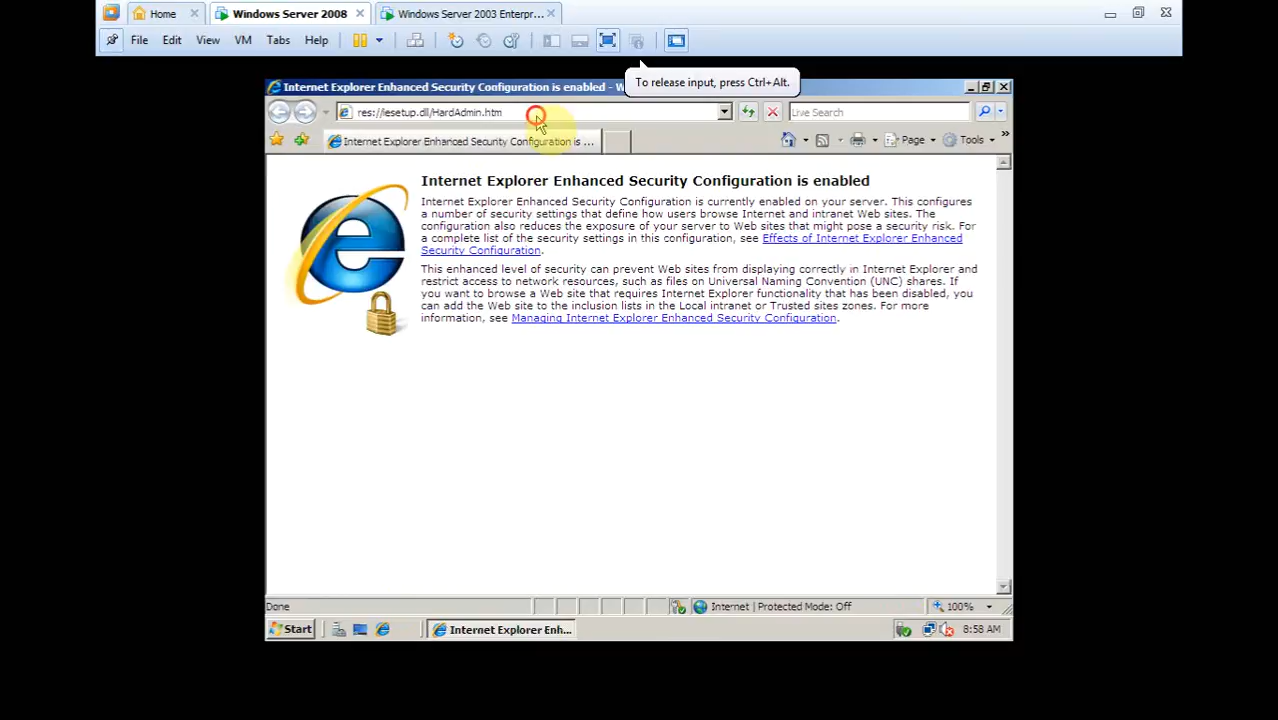 Home
Windows Server 2008
Windows Server 2003 Enterpr...
File Edit View VM Tabs Help
To release input, press Ctrl+Alt.
Internet Explorer Enhanced Security Configuration is enabled - W
res://iesetup.dll/HardAdmin.htm
Live Search
Internet Explorer Enhanced Security Configuration is ...
Page Tools
Internet Explorer Enhanced Security Configuration is enabled
Internet Explorer Enhanced Security Configuration is currently enabled on your server. This configures
a number of security settings that define how users browse Internet and intranet Web sites. The
configuration also reduces the exposure of your server to Web sites that might pose a security risk. For
a complete list of the security settings in this configuration, see Effects of Internet Explorer Enhanced
Security Configuration.
This enhanced level of security can prevent Web sites from displaying correctly in Internet Explorer and
restrict access to network resources, such as files on Universal Naming Convention (UNC) shares. If
you want to browse a Web site that requires Internet Explorer functionality that has been disabled, you
can add the Web site to the inclusion lists in the Local intranet or Trusted sites zones. For more
information, see Managing Internet Explorer Enhanced Security Configuration.
Done
Internet | Protected Mode: Off
100%
Start
Internet Explorer Enh...
8:58 AM